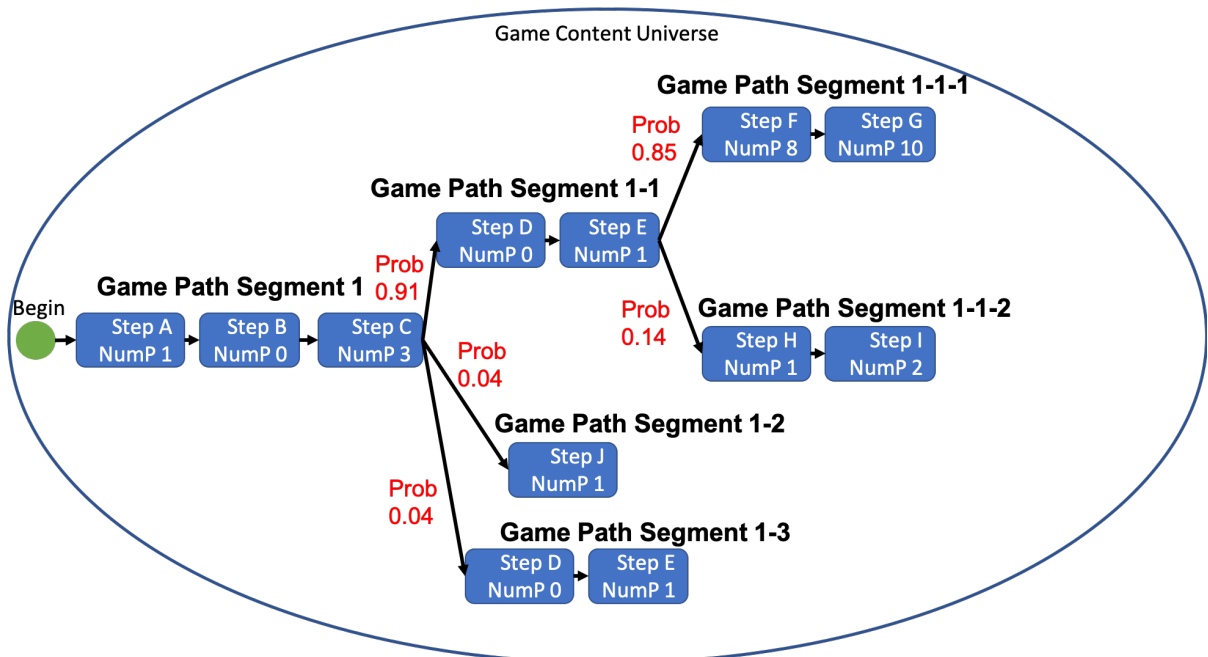 Game Content Universe
Game Path Segment 1-1-1
Prob
0.85
Step F
NumP 8
Step G
NumP 10
Game Path Segment 1-1
Step D
NumP 0
Step E
NumP 1
Prob
0.91
Game Path Segment 1
Begin
Step A
NumP 1
Step B
NumP 0
Step C
NumP 3
Prob
0.14
Game Path Segment 1-1-2
Step H
NumP 1
Step I
NumP 2
Prob
0.04
Game Path Segment 1-2
Step J
NumP 1
Prob
0.04
Game Path Segment 1-3
Step D
NumP 0
Step E
NumP 1